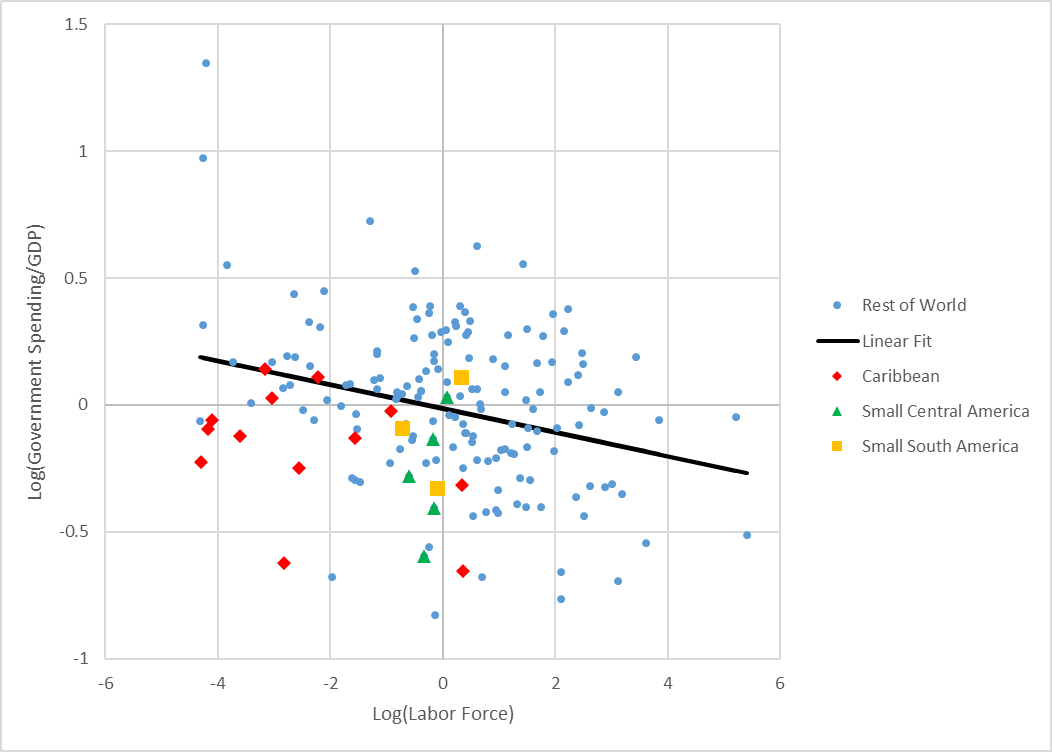 1.5
1
0.5
0
-0.5
-1
-6
-4
-2
0
2
4
6
Log(Government Spending/GDP)
Log(Labor Force)
Rest of World
Linear Fit
Caribbean
Small Central America
Small South America